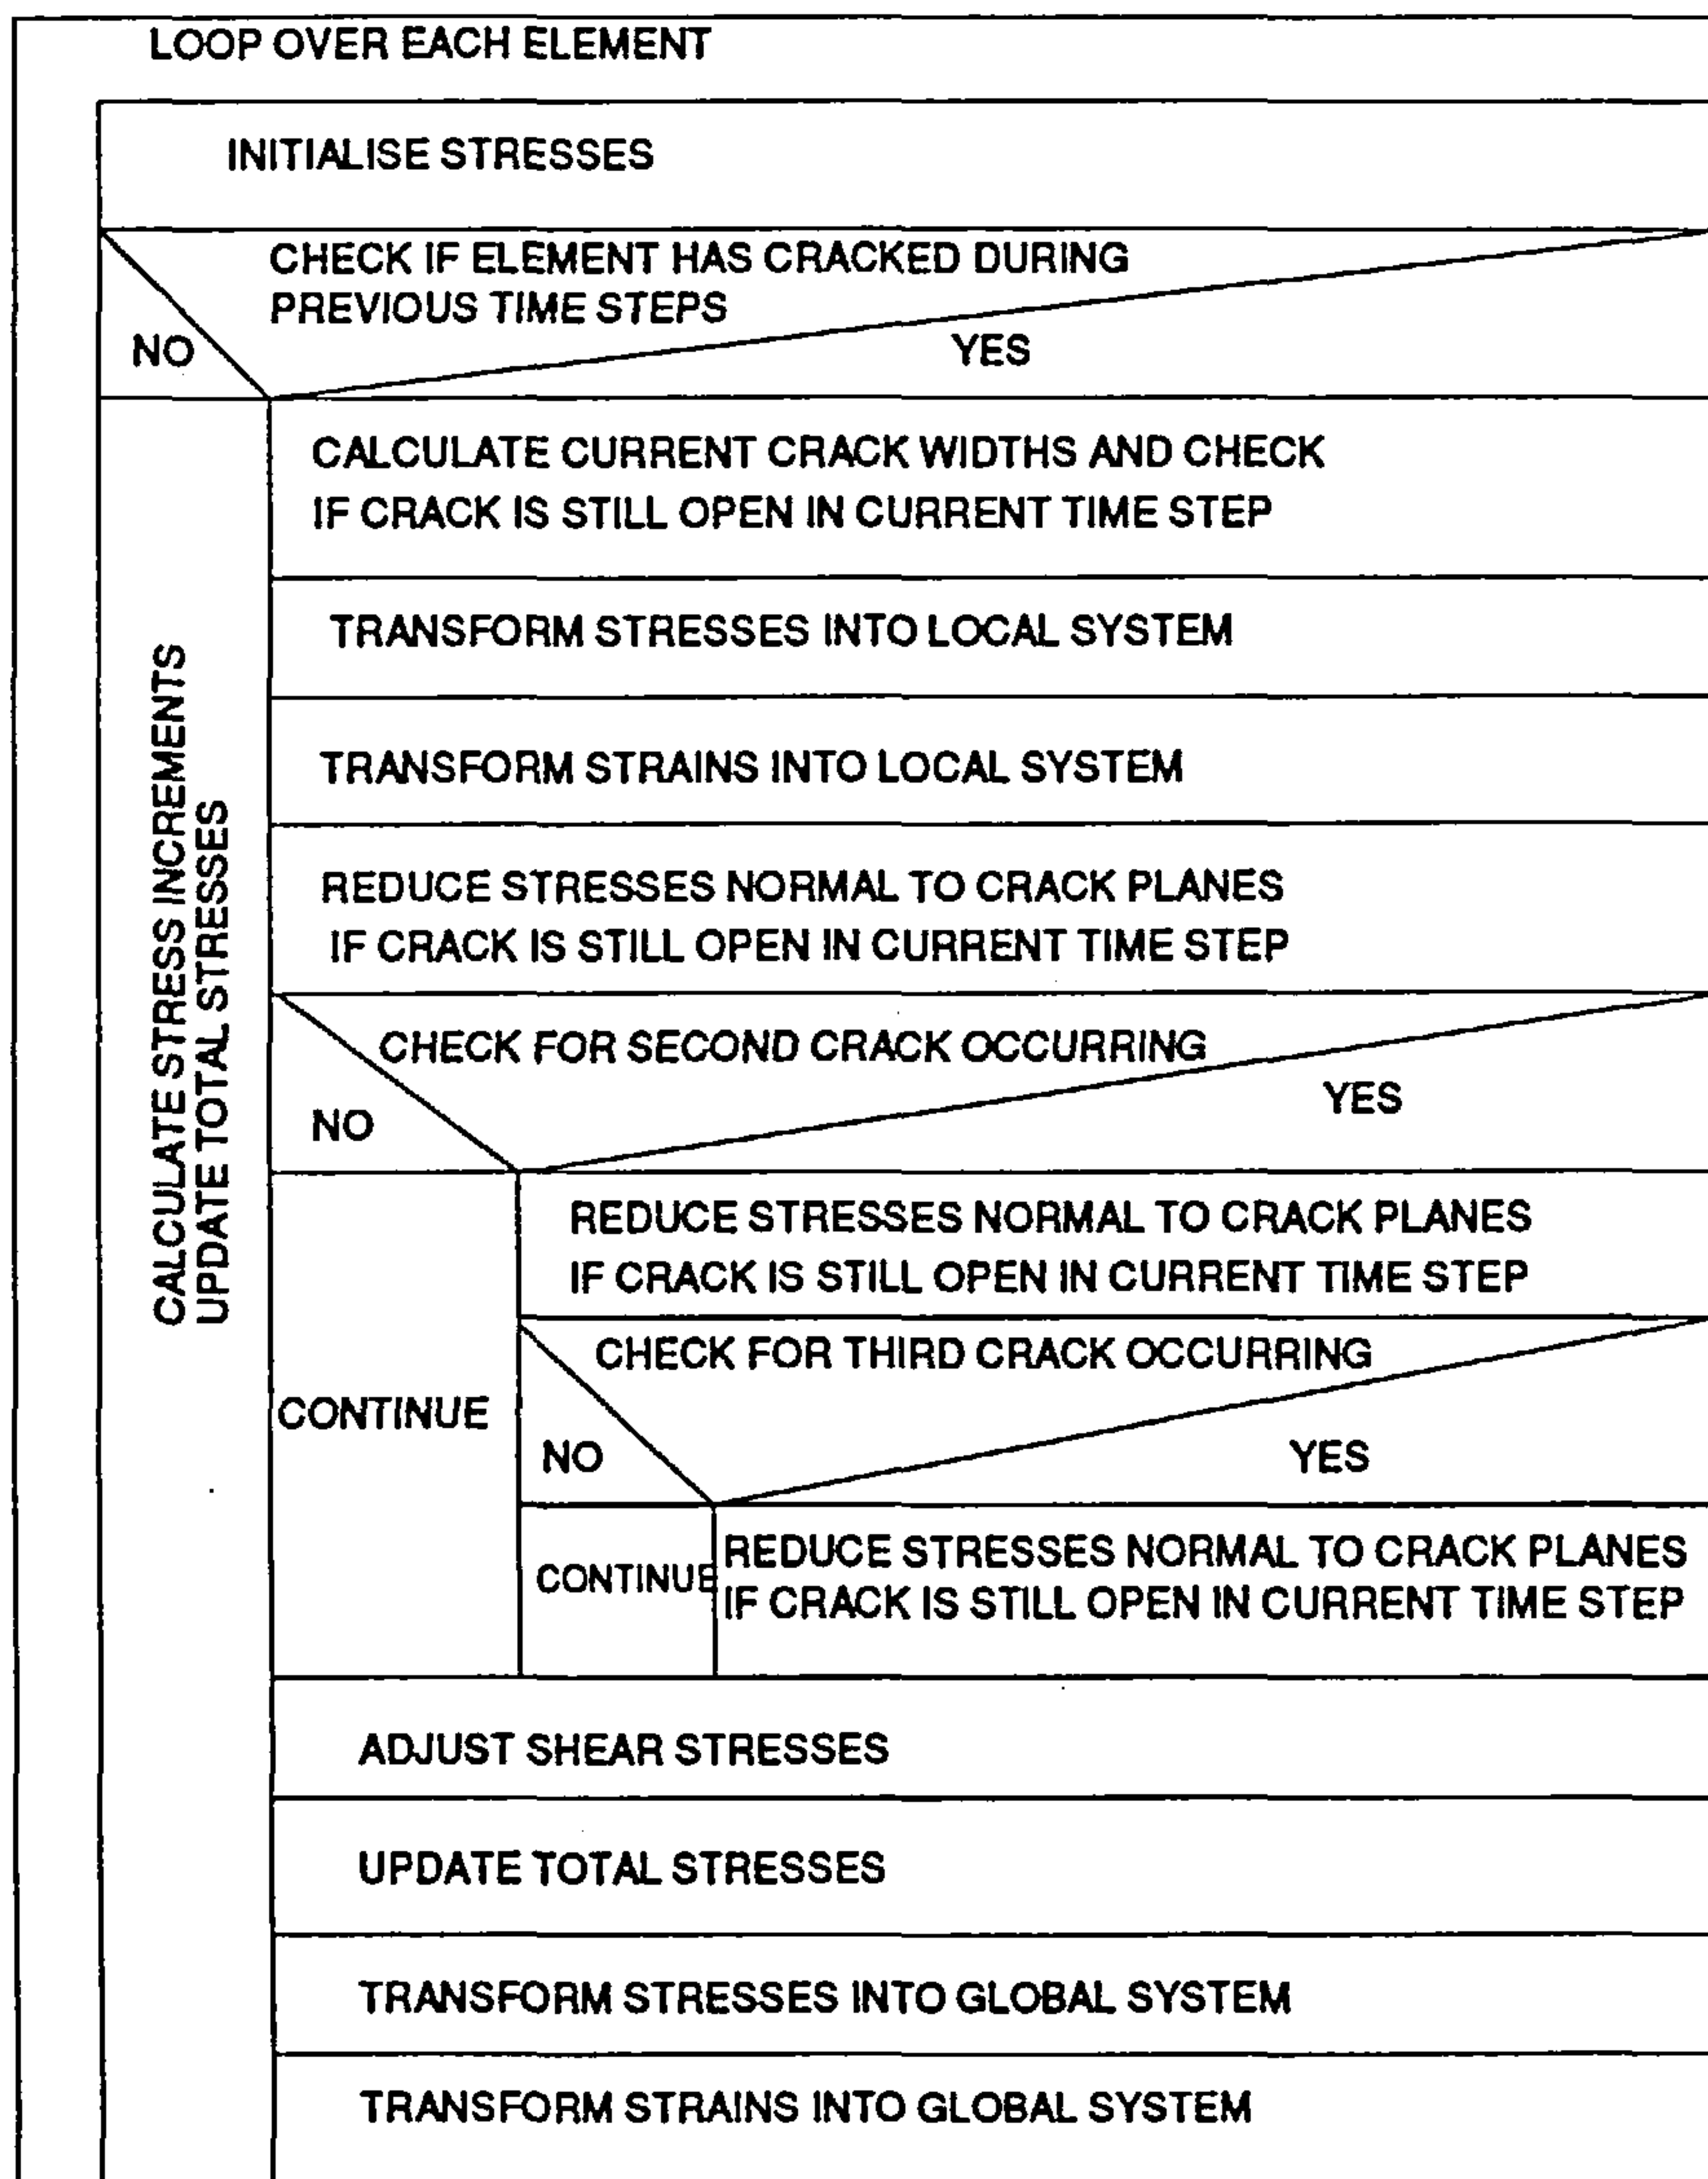 LOOP OVER EACH ELEMENT
INITIALISE STRESSES
CHECK IF ELEMENT HAS CRACKED DURING
PREVIOUS TIME STEPS
NO
YES
CALCULATE STRESS INCREMENTS
UPDATE TOTAL STRESSES
CALCULATE CURRENT CRACK WIDTHS AND CHECK
IF CRACK IS STILL OPEN IN CURRENT TIME STEP
TRANSFORM STRESSES INTO LOCAL SYSTEM
TRANSFORM STRAINS INTO LOCAL SYSTEM
REDUCE STRESSES NORMAL TO CRACK PLANES
IF CRACK IS STILL OPEN IN CURRENT TIME STEP
CHECK FOR SECOND CRACK OCCURRING
NO
YES
CONTINUE
REDUCE STRESSES NORMAL TO CRACK PLANES
IF CRACK IS STILL OPEN IN CURRENT TIME STEP
CHECK FOR THIRD CRACK OCCURRING
NO
YES
CONTINUE
REDUCE STRESSES NORMAL TO CRACK PLANES
IF CRACK IS STILL OPEN IN CURRENT TIME STEP
ADJUST SHEAR STRESSES
UPDATE TOTAL STRESSES
TRANSFORM STRESSES INTO GLOBAL SYSTEM
TRANSFORM STRAINS INTO GLOBAL SYSTEM